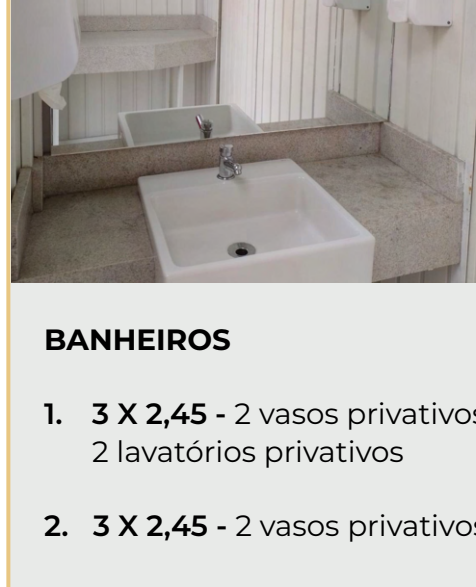 BANHEIROS
1. 3 X 2,45 - 2 vasos privativos
2 lavatórios privativos
2. 3 X 2,45 - 2 vasos privativos